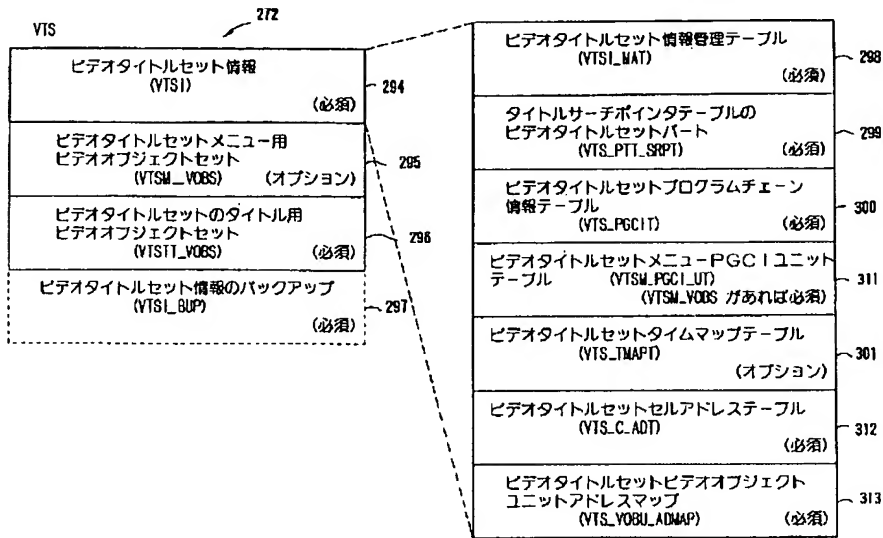 VTS
272
ビデオタイトルセット情報
(VTSI)
(必須)
294
ビデオタイトルセットメニュー用
ビデオオブジェクトセット
(VTSM_VOBS) (オプション)
295
ビデオタイトルセットのタイトル用
ビデオオブジェクトセット
(VTSTT_VOBS) (必須)
296
ビデオタイトルセット情報のバックアップ
(VTSI_BUP)
(必須)
297
ビデオタイトルセット情報管理テーブル
(VTSI_MAT)
(必須)
298
タイトルサーチポインタテーブルの
ビデオタイトルセットパート
(VTS_PTT_SRPT) (必須)
299
ビデオタイトルセットプログラムチェーン
情報テーブル
(VTS_PGCIT) (必須)
300
ビデオタイトルセットメニューPGCIユニット
テーブル (VTSM_PGCI_UT)
(VTSM_VOBS があれば必須)
311
ビデオタイトルセットタイムマップテーブル
(VTS_TMAPT)
(オプション)
301
ビデオタイトルセットセルアドレステーブル
(VTS_C_ADT)
(必須)
312
ビデオタイトルセットビデオオブジェクト
ユニットアドレスマップ
(VTS_VOBU_ADMAP) (必須)
313